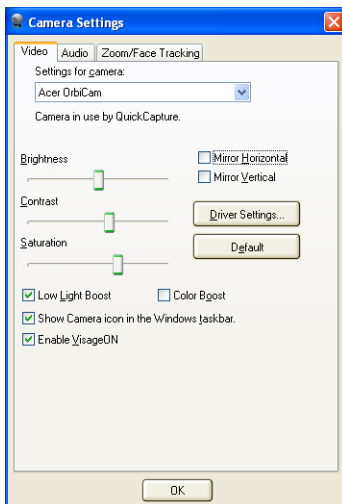 Camera Settings
Video Audio Zoom/Face Tracking
Settings for camera:
Acer OrbiCam
Camera in use by QuickCapture.
Brightness
Mirror Horizontal
Mirror Vertical
Contrast
Driver Settings...
Saturation
Default
Low Light Boost Color Boost
Show Camera icon in the Windows taskbar.
Enable VisageON
OK